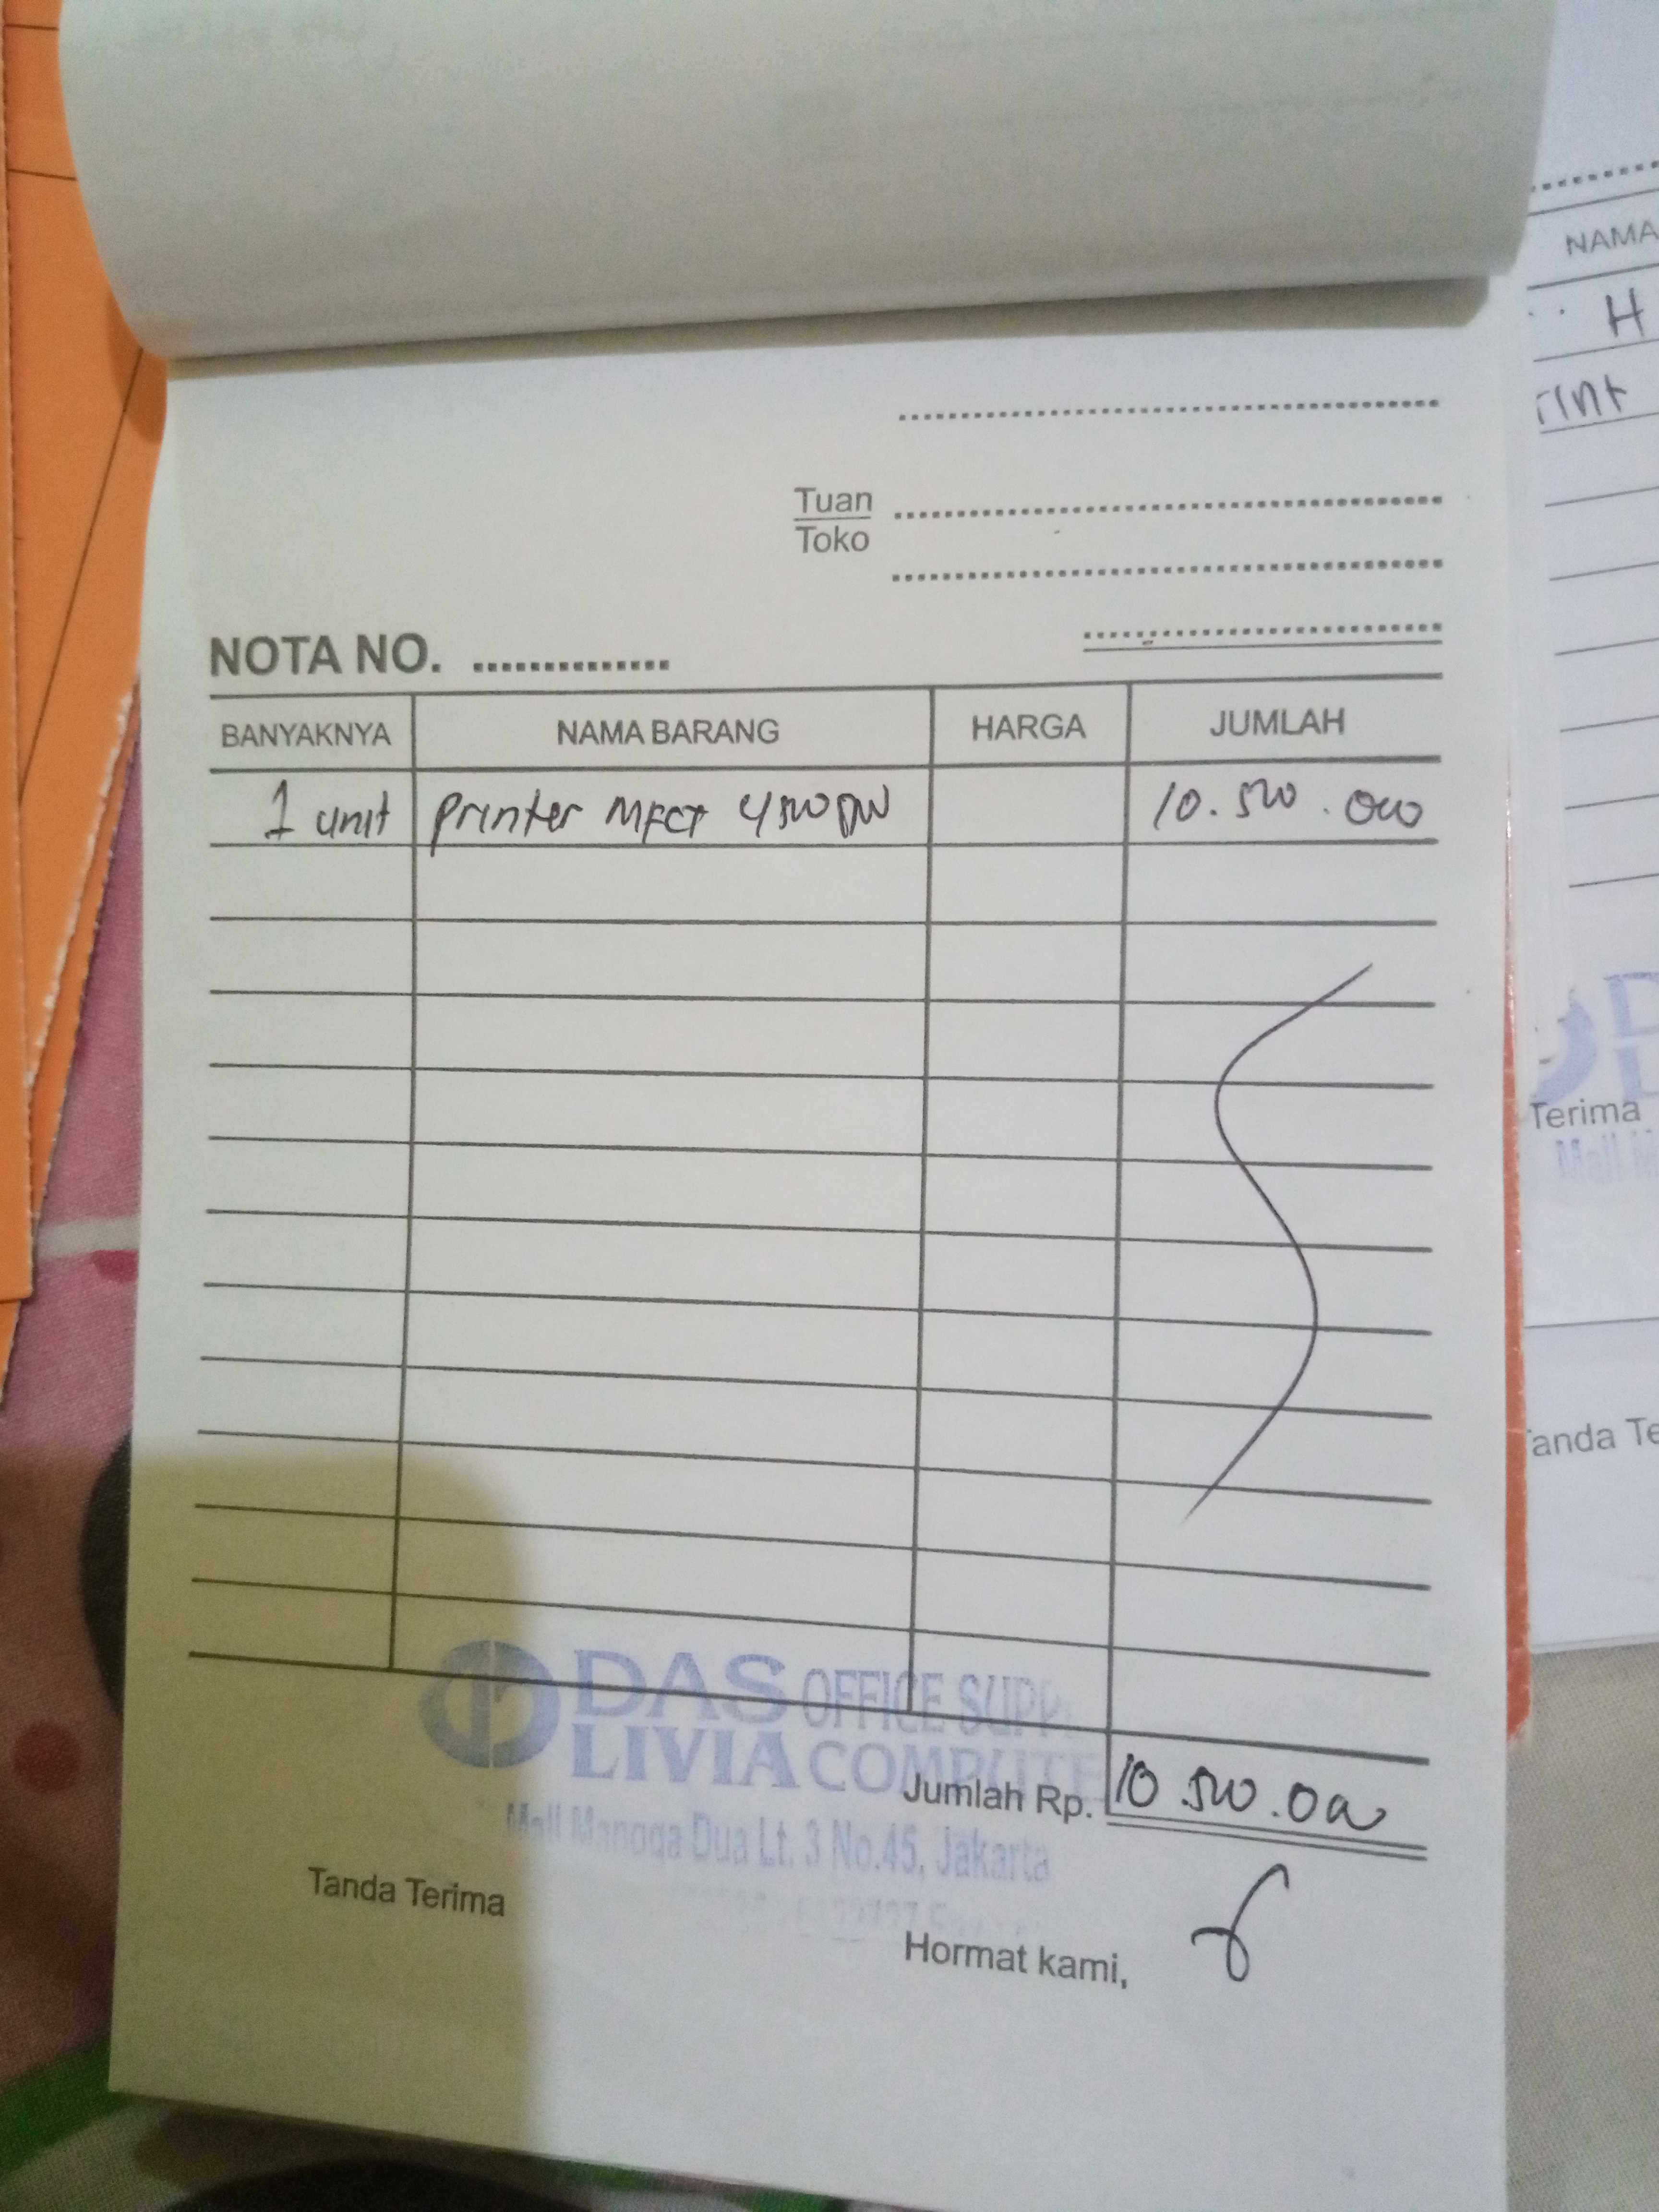 Tuan
Toko
NOTA NO. ..............
BANYAKNYA NAMA BARANG HARGA JUMLAH
1 unit Printer MFCT 4500DW 10.500.000
DAS OFFICE SUPP
LIVIA COMPUTE
Jumlah Rp. 10.500.000
Mall Mangga Dua Lt. 3 No.45, Jakarta
Tanda Terima
Hormat kami,
NAMA
H
Terima
Mall M
anda Te